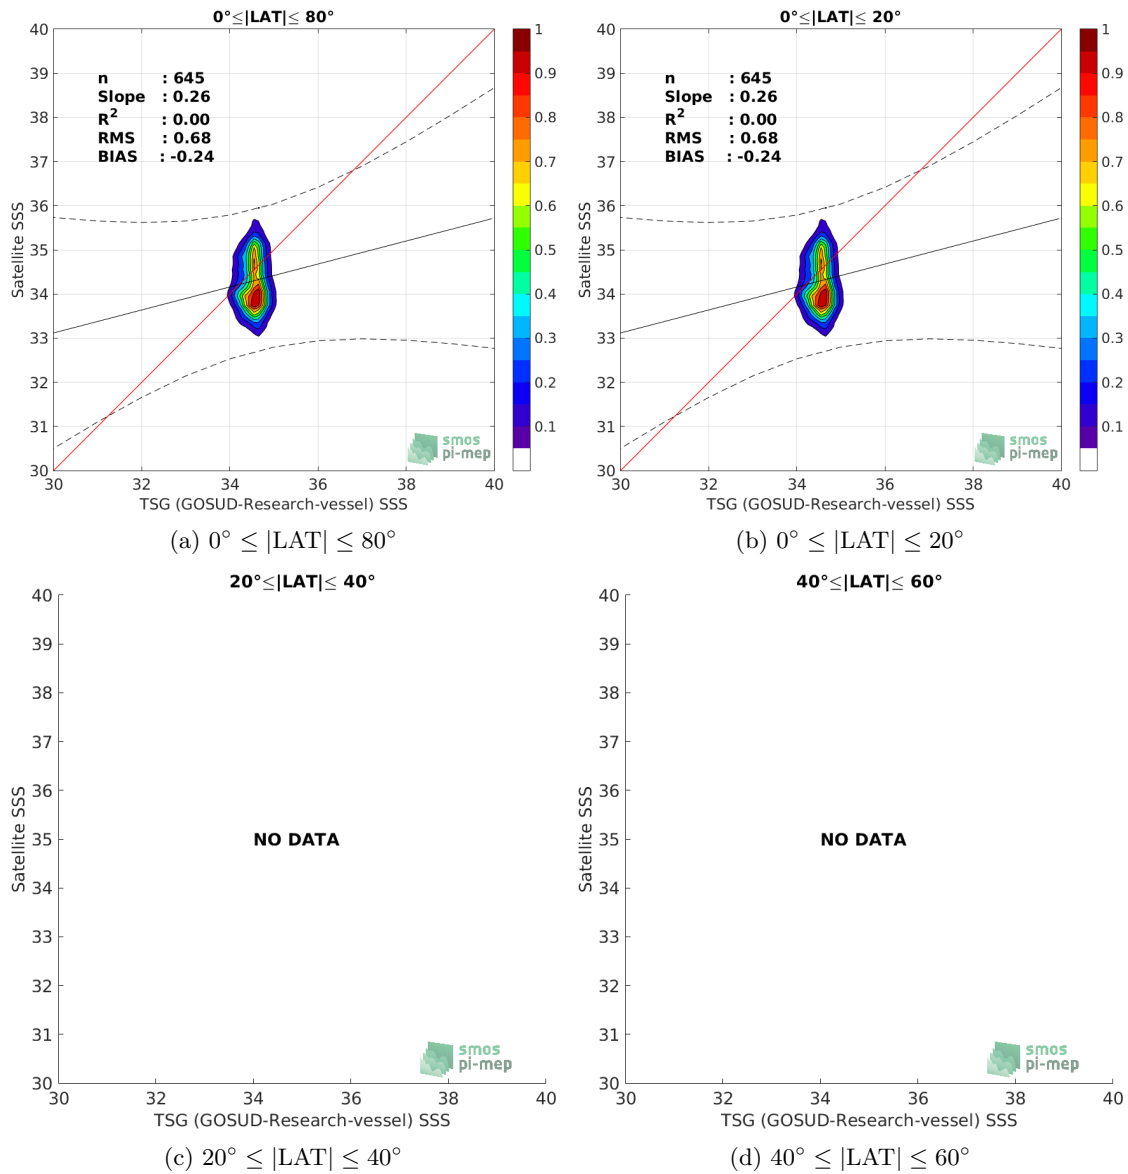 0°≤|LAT|≤ 80°
40
39
38
37
36
35
34
33
32
31
30
Satellite SSS
n : 645
Slope : 0.26
R² : 0.00
RMS : 0.68
BIAS : -0.24
smos
pi-mep
30 32 34 36 38 40
TSG (GOSUD-Research-vessel) SSS
1
0.9
0.8
0.7
0.6
0.5
0.4
0.3
0.2
0.1
(a) 0° ≤ |LAT| ≤ 80°
0°≤|LAT|≤ 20°
40
39
38
37
36
35
34
33
32
31
30
Satellite SSS
n : 645
Slope : 0.26
R² : 0.00
RMS : 0.68
BIAS : -0.24
smos
pi-mep
30 32 34 36 38 40
TSG (GOSUD-Research-vessel) SSS
1
0.9
0.8
0.7
0.6
0.5
0.4
0.3
0.2
0.1
(b) 0° ≤ |LAT| ≤ 20°
20°≤|LAT|≤ 40°
40
39
38
37
36
35
34
33
32
31
30
Satellite SSS
NO DATA
smos
pi-mep
30 32 34 36 38 40
TSG (GOSUD-Research-vessel) SSS
(c) 20° ≤ |LAT| ≤ 40°
40°≤|LAT|≤ 60°
40
39
38
37
36
35
34
33
32
31
30
Satellite SSS
NO DATA
smos
pi-mep
30 32 34 36 38 40
TSG (GOSUD-Research-vessel) SSS
(d) 40° ≤ |LAT| ≤ 60°